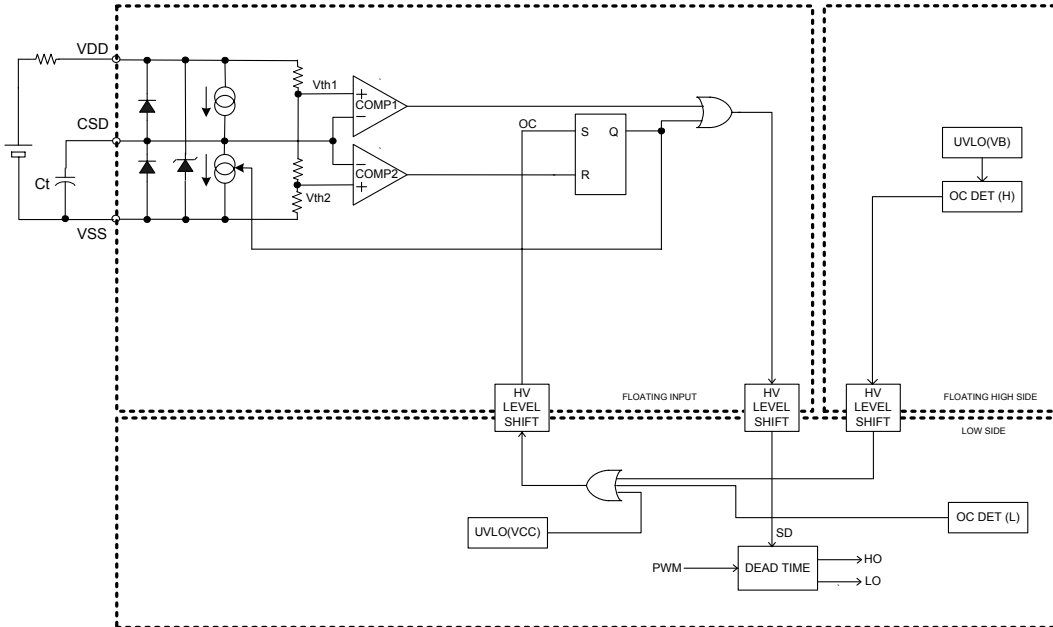 VDD
Vth1
+
COMP1
−
CSD
OC
S
Q
R
UVLO(VB)
Ct
−
COMP2
+
Vth2
OC DET (H)
VSS
HV
LEVEL
SHIFT
FLOATING INPUT
HV
LEVEL
SHIFT
HV
LEVEL
SHIFT
FLOATING HIGH SIDE
LOW SIDE
UVLO(VCC)
OC DET (L)
SD
PWM
DEAD TIME
HO
LO